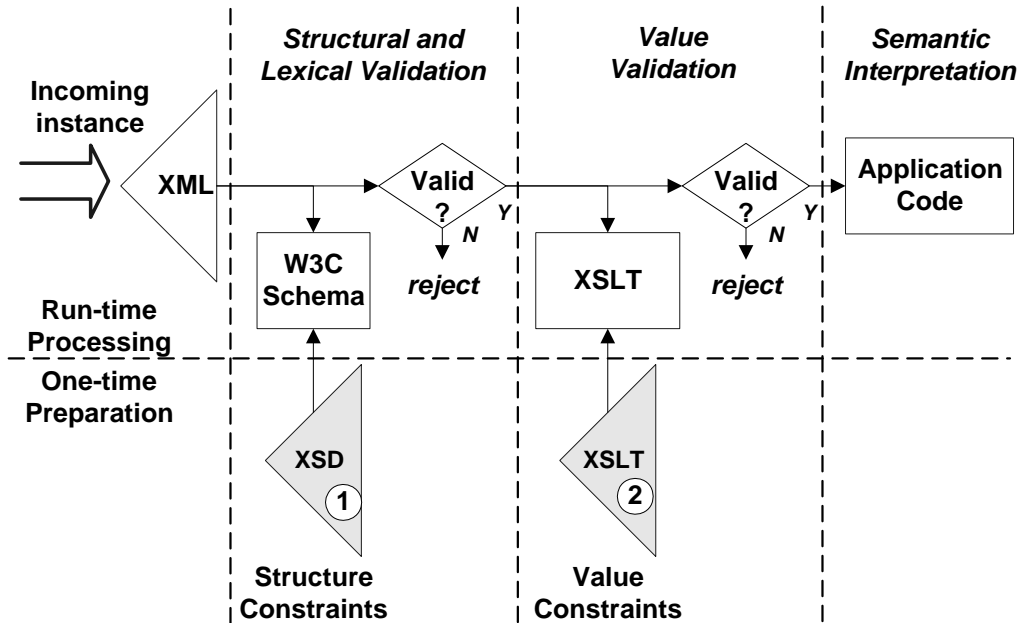 Structural and
Lexical Validation
Value
Validation
Semantic
Interpretation
Incoming
instance
XML
Valid
?
Y
N
reject
W3C
Schema
Valid
?
Y
N
reject
XSLT
Application
Code
Run-time
Processing
One-time
Preparation
XSD
1
XSLT
2
Structure
Constraints
Value
Constraints